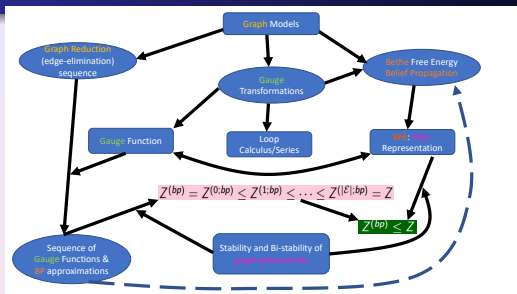 Graph Models
Graph Reduction
(edge-elimination)
sequence
Gauge
Transformations
Bethe Free Energy
Belief Propagation
Gauge Function
Loop
Calculus/Series
Representation
Z^(bp) = Z^(0;bp) ≤ Z^(1;bp) ≤ ⋯ ≤ Z^(|ℰ|;bp) = Z
Z^(bp) ≤ Z
Sequence of
Gauge Functions &
BP approximations
Stability and Bi-stability of